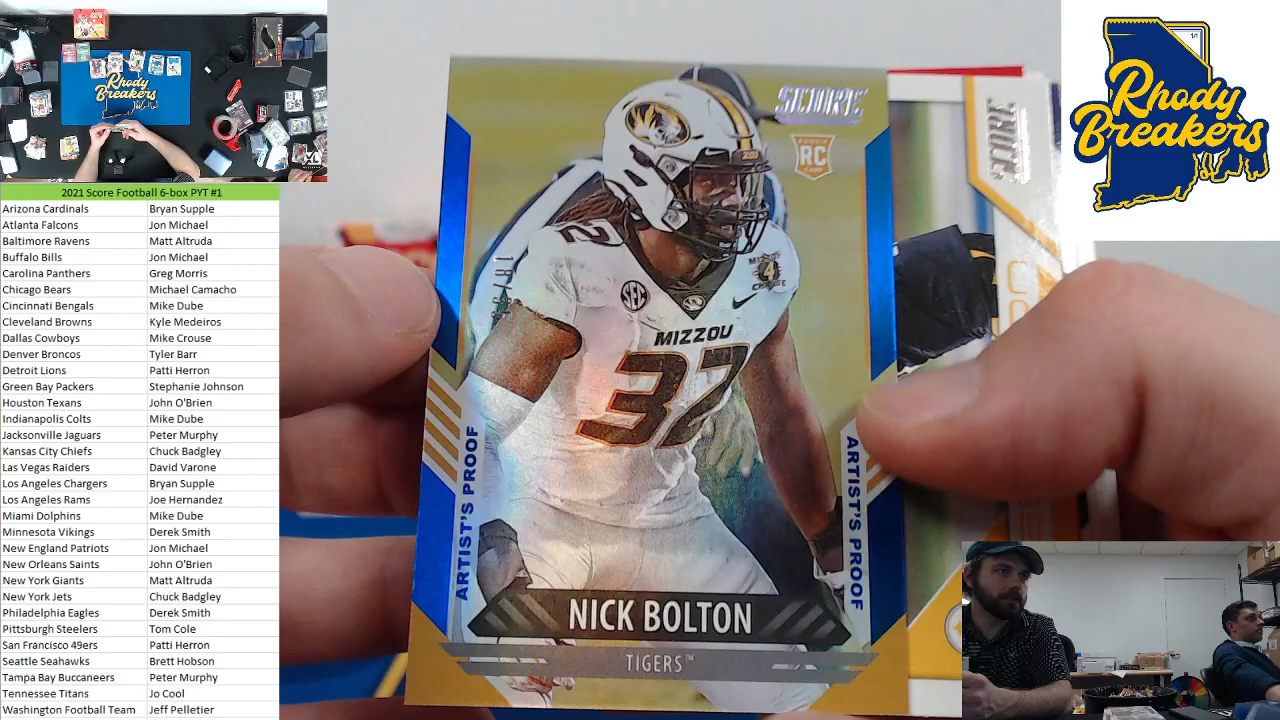 Rhody
Breakers
2021 Score Football 6-box PYT #1
Arizona Cardinals Bryan Supple
Atlanta Falcons Jon Michael
Baltimore Ravens Matt Altruda
Buffalo Bills Jon Michael
Carolina Panthers Greg Morris
Chicago Bears Michael Camacho
Cincinnati Bengals Mike Dube
Cleveland Browns Kyle Medeiros
Dallas Cowboys Mike Crouse
Denver Broncos Tyler Barr
Detroit Lions Patti Herron
Green Bay Packers Stephanie Johnson
Houston Texans John O'Brien
Indianapolis Colts Mike Dube
Jacksonville Jaguars Peter Murphy
Kansas City Chiefs Chuck Badgley
Las Vegas Raiders David Varone
Los Angeles Chargers Bryan Supple
Los Angeles Rams Joe Hernandez
Miami Dolphins Mike Dube
Minnesota Vikings Derek Smith
New England Patriots Jon Michael
New Orleans Saints John O'Brien
New York Giants Matt Altruda
New York Jets Chuck Badgley
Philadelphia Eagles Derek Smith
Pittsburgh Steelers Tom Cole
San Francisco 49ers Patti Herron
Seattle Seahawks Brett Hobson
Tampa Bay Buccaneers Peter Murphy
Tennessee Titans Jo Cool
Washington Football Team Jeff Pelletier
SCORE
RC
32
SEC
4
MIZZOU
32
ARTIST'S PROOF
ARTIST'S PROOF
NICK BOLTON
TIGERS™
SCORE
1/1
Rhody
Breakers